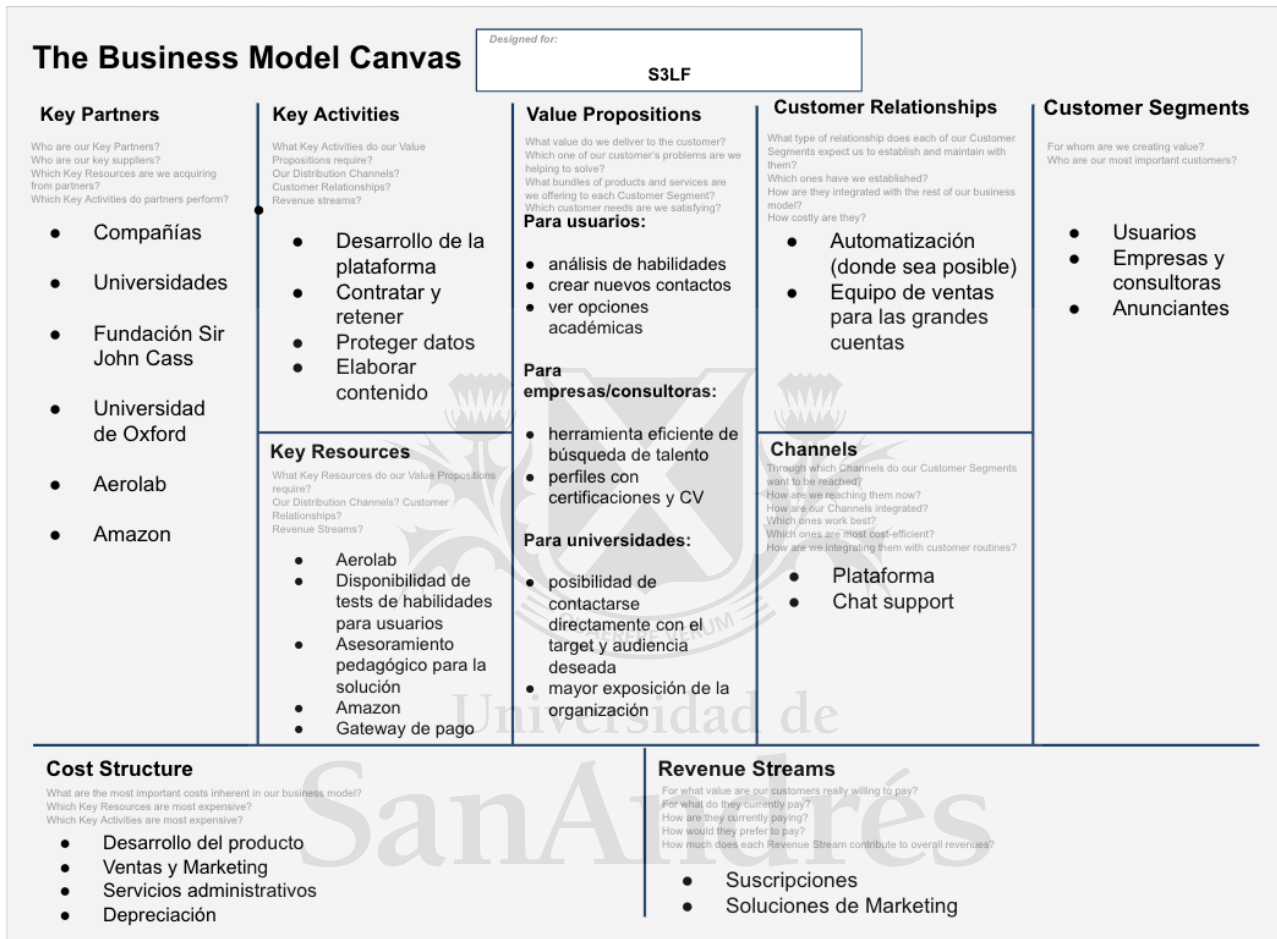 The Business Model Canvas
Designed for:
S3LF
Key Partners
Who are our Key Partners?
Who are our key suppliers?
Which Key Resources are we acquiring
from partners?
Which Key Activities do partners perform?
● Compañías
● Universidades
● Fundación Sir
John Cass
● Universidad
de Oxford
● Aerolab
● Amazon
Key Activities
What Key Activities do our Value
Propositions require?
Our Distribution Channels?
Customer Relationships?
Revenue streams?
● Desarrollo de la
plataforma
● Contratar y
retener
● Proteger datos
● Elaborar
contenido
Key Resources
What Key Resources do our Value Propositions
require?
Our Distribution Channels? Customer
Relationships?
Revenue Streams?
● Aerolab
● Disponibilidad de
tests de habilidades
para usuarios
● Asesoramiento
pedagógico para la
solución
● Amazon
● Gateway de pago
Value Propositions
What value do we deliver to the customer?
Which one of our customer's problems are we
helping to solve?
What bundles of products and services are
we offering to each Customer Segment?
Which customer needs are we satisfying?
Para usuarios:
● análisis de habilidades
● crear nuevos contactos
● ver opciones
académicas
Para
empresas/consultoras:
● herramienta eficiente de
búsqueda de talento
● perfiles con
certificaciones y CV
Para universidades:
● posibilidad de
contactarse
directamente con el
target y audiencia
deseada
● mayor exposición de la
organización
Customer Relationships
What type of relationship does each of our Customer
Segments expect us to establish and maintain with
them?
Which ones have we established?
How are they integrated with the rest of our business
model?
How costly are they?
● Automatización
(donde sea posible)
● Equipo de ventas
para las grandes
cuentas
Channels
Through which Channels do our Customer Segments
want to be reached?
How are we reaching them now?
How are our Channels integrated?
Which ones work best?
Which ones are most cost-efficient?
How are we integrating them with customer routines?
● Plataforma
● Chat support
Customer Segments
For whom are we creating value?
Who are our most important customers?
● Usuarios
● Empresas y
consultoras
● Anunciantes
Cost Structure
What are the most important costs inherent in our business model?
Which Key Resources are most expensive?
Which Key Activities are most expensive?
● Desarrollo del producto
● Ventas y Marketing
● Servicios administrativos
● Depreciación
Revenue Streams
For what value are our customers really willing to pay?
For what do they currently pay?
How are they currently paying?
How would they prefer to pay?
How much does each Revenue Stream contribute to overall revenues?
● Suscripciones
● Soluciones de Marketing
QUAERERE VERUM
Universidad de
SanAndrés